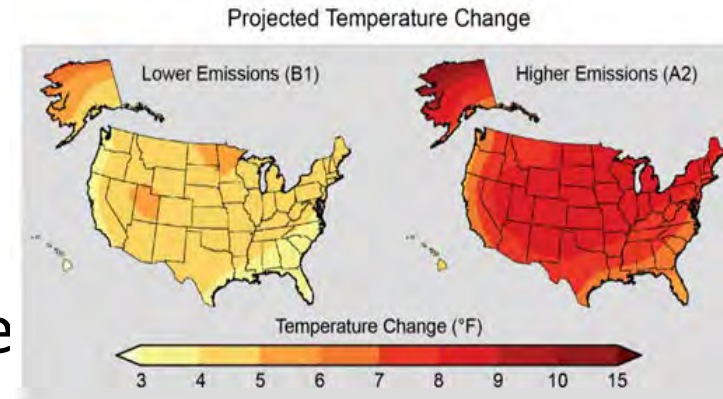 Projected Temperature Change
Lower Emissions (B1)
Higher Emissions (A2)
e
Temperature Change (°F)
3 4 5 6 7 8 9 10 15